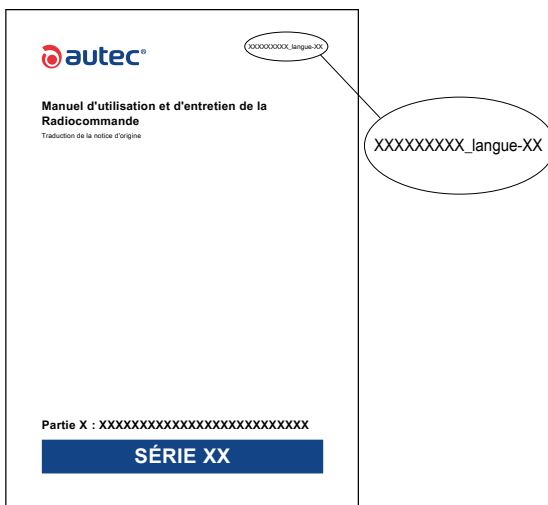 autec®
XXXXXXXXX_langue-XX
Manuel d'utilisation et d'entretien de la
Radiocommande
Traduction de la notice d'origine
XXXXXXXXX_langue-XX
Partie X : XXXXXXXXXXXXXXXXXXXXXXXXXX
SÉRIE XX